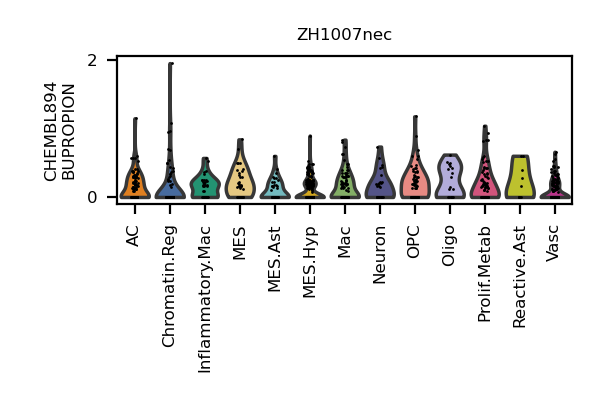 ZH1007nec
CHEMBL894
BUPROPION
2
0
AC
Chromatin.Reg
Inflammatory.Mac
MES
MES.Ast
MES.Hyp
Mac
Neuron
OPC
Oligo
Prolif.Metab
Reactive.Ast
Vasc